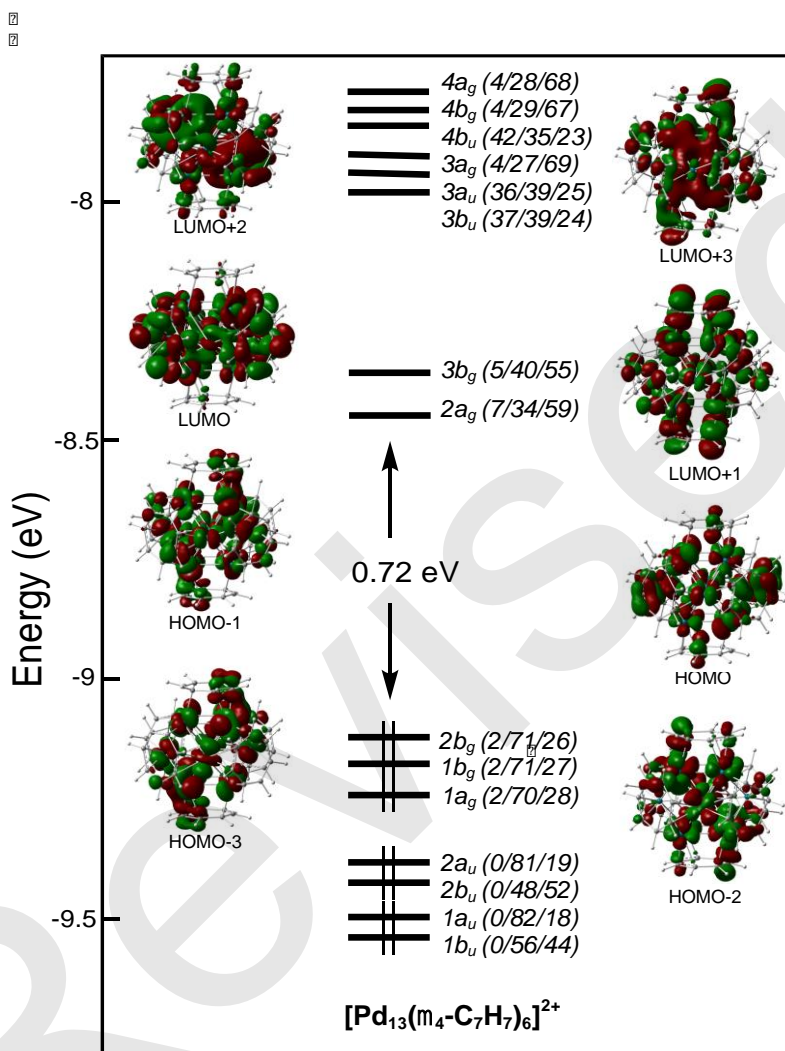 4ag (4/28/68)
4bg (4/29/67)
4bu (42/35/23)
3ag (4/27/69)
3au (36/39/25)
3bu (37/39/24)
-8
LUMO+2
LUMO+3
3bg (5/40/55)
2ag (7/34/59)
LUMO
-8.5
LUMO+1
Energy (eV)
0.72 eV
HOMO-1
HOMO
-9
2bg (2/71/26)
1bg (2/71/27)
1ag (2/70/28)
HOMO-3
2au (0/81/19)
2bu (0/48/52)
1au (0/82/18)
1bu (0/56/44)
HOMO-2
-9.5
[Pd13(m4-C7H7)6]2+
Revised